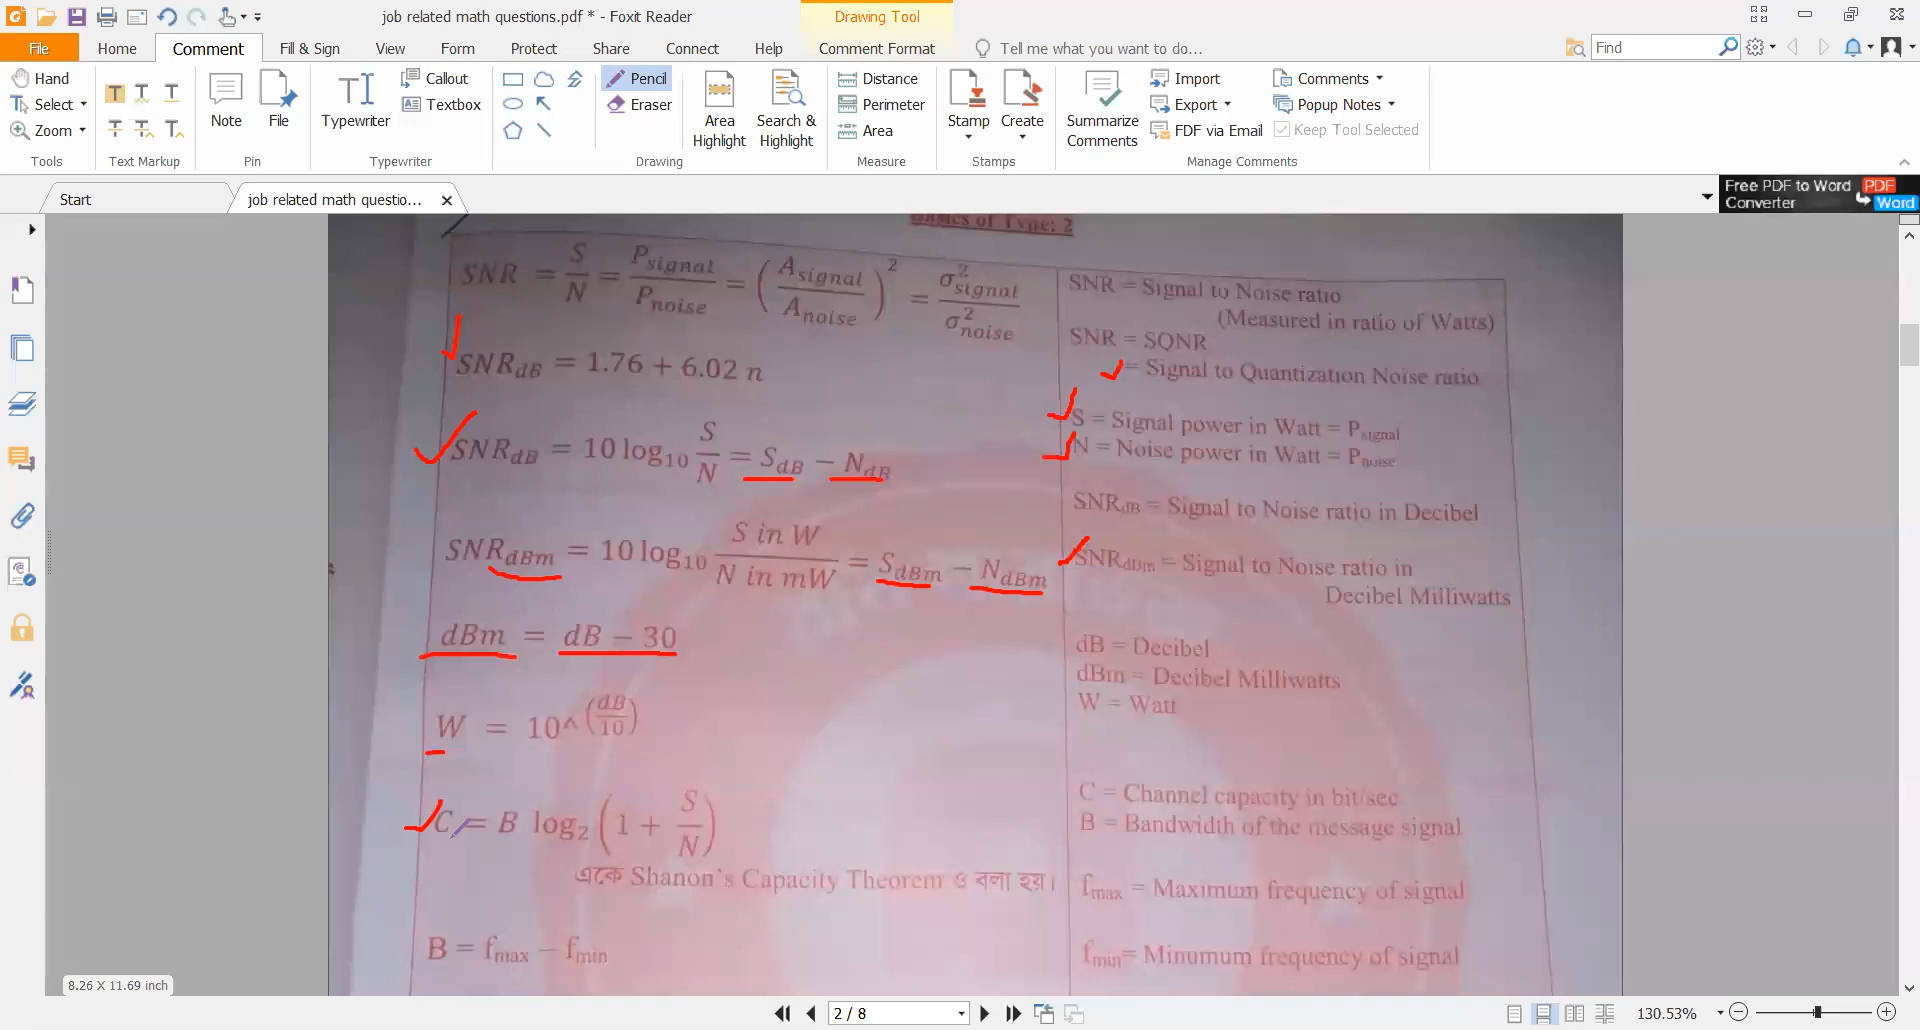 job related math questions.pdf * - Foxit Reader
Drawing Tool
File Home Comment Fill & Sign View Form Protect Share Connect Help Comment Format Tell me what you want to do... Find
Hand
Select
Zoom
Tools
T T T
T T T
Text Markup
Note
File
Pin
Typewriter
Callout
Textbox
Typewriter
Pencil
Eraser
Drawing
Area Highlight
Search & Highlight
Distance
Perimeter
Area
Measure
Stamp
Create
Stamps
Summarize Comments
Import
Export
FDF via Email
Comments
Popup Notes
Keep Tool Selected
Manage Comments
Start
job related math questio...
Free PDF to Word Converter PDF Word
Basics of Type: 2
SNR = S/N = P_signal/P_noise = (A_signal/A_noise)^2 = σ^2_signal/σ^2_noise
SNR_dB = 1.76 + 6.02 n
SNR_dB = 10 log_10 S/N = S_dB − N_dB
SNR_dBm = 10 log_10 (S in W)/(N in mW) = S_dBm − N_dBm
dBm = dB − 30
W = 10^(dB/10)
C = B log_2 (1 + S/N)
একে Shanon's Capacity Theorem ও বলা হয়।
B = f_max − f_min
SNR = Signal to Noise ratio
(Measured in ratio of Watts)
SNR = SQNR
= Signal to Quantization Noise ratio
S = Signal power in Watt = P_signal
N = Noise power in Watt = P_noise
SNR_dB = Signal to Noise ratio in Decibel
SNR_dBm = Signal to Noise ratio in
Decibel Milliwatts
dB = Decibel
dBm = Decibel Milliwatts
W = Watt
C = Channel capacity in bit/sec
B = Bandwidth of the message signal
f_max = Maximum frequency of signal
f_min = Minumum frequency of signal
8.26 X 11.69 inch
2 / 8
130.53%